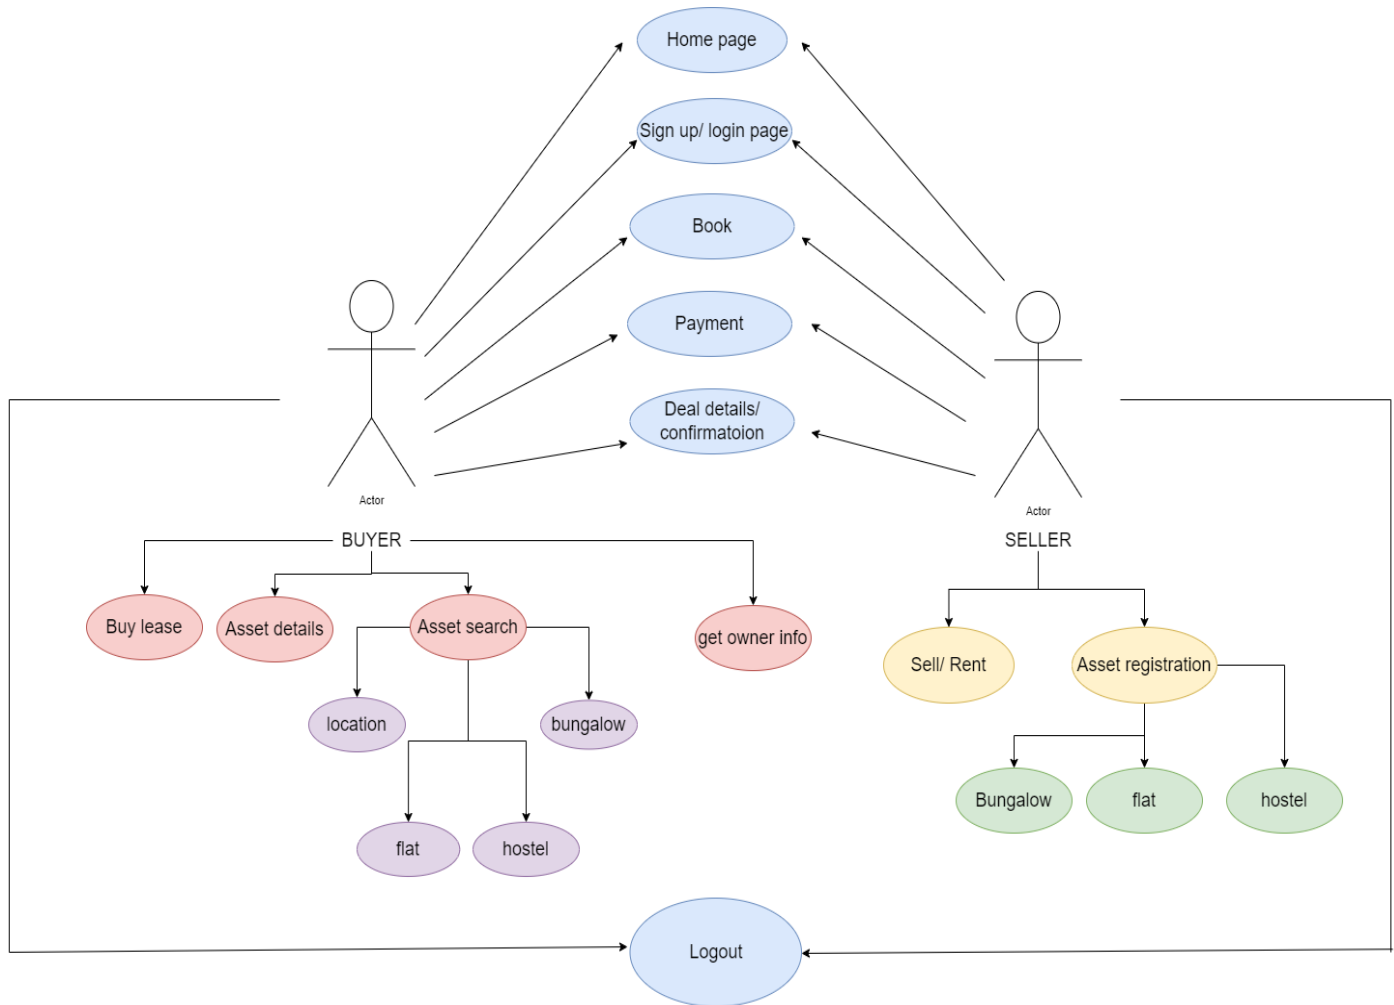 Home page
Sign up/ login page
Book
Payment
Deal details/
confirmatoion
Actor
BUYER
Actor
SELLER
Buy lease
Asset details
Asset search
get owner info
Sell/ Rent
Asset registration
location
bungalow
flat
hostel
Bungalow
flat
hostel
Logout